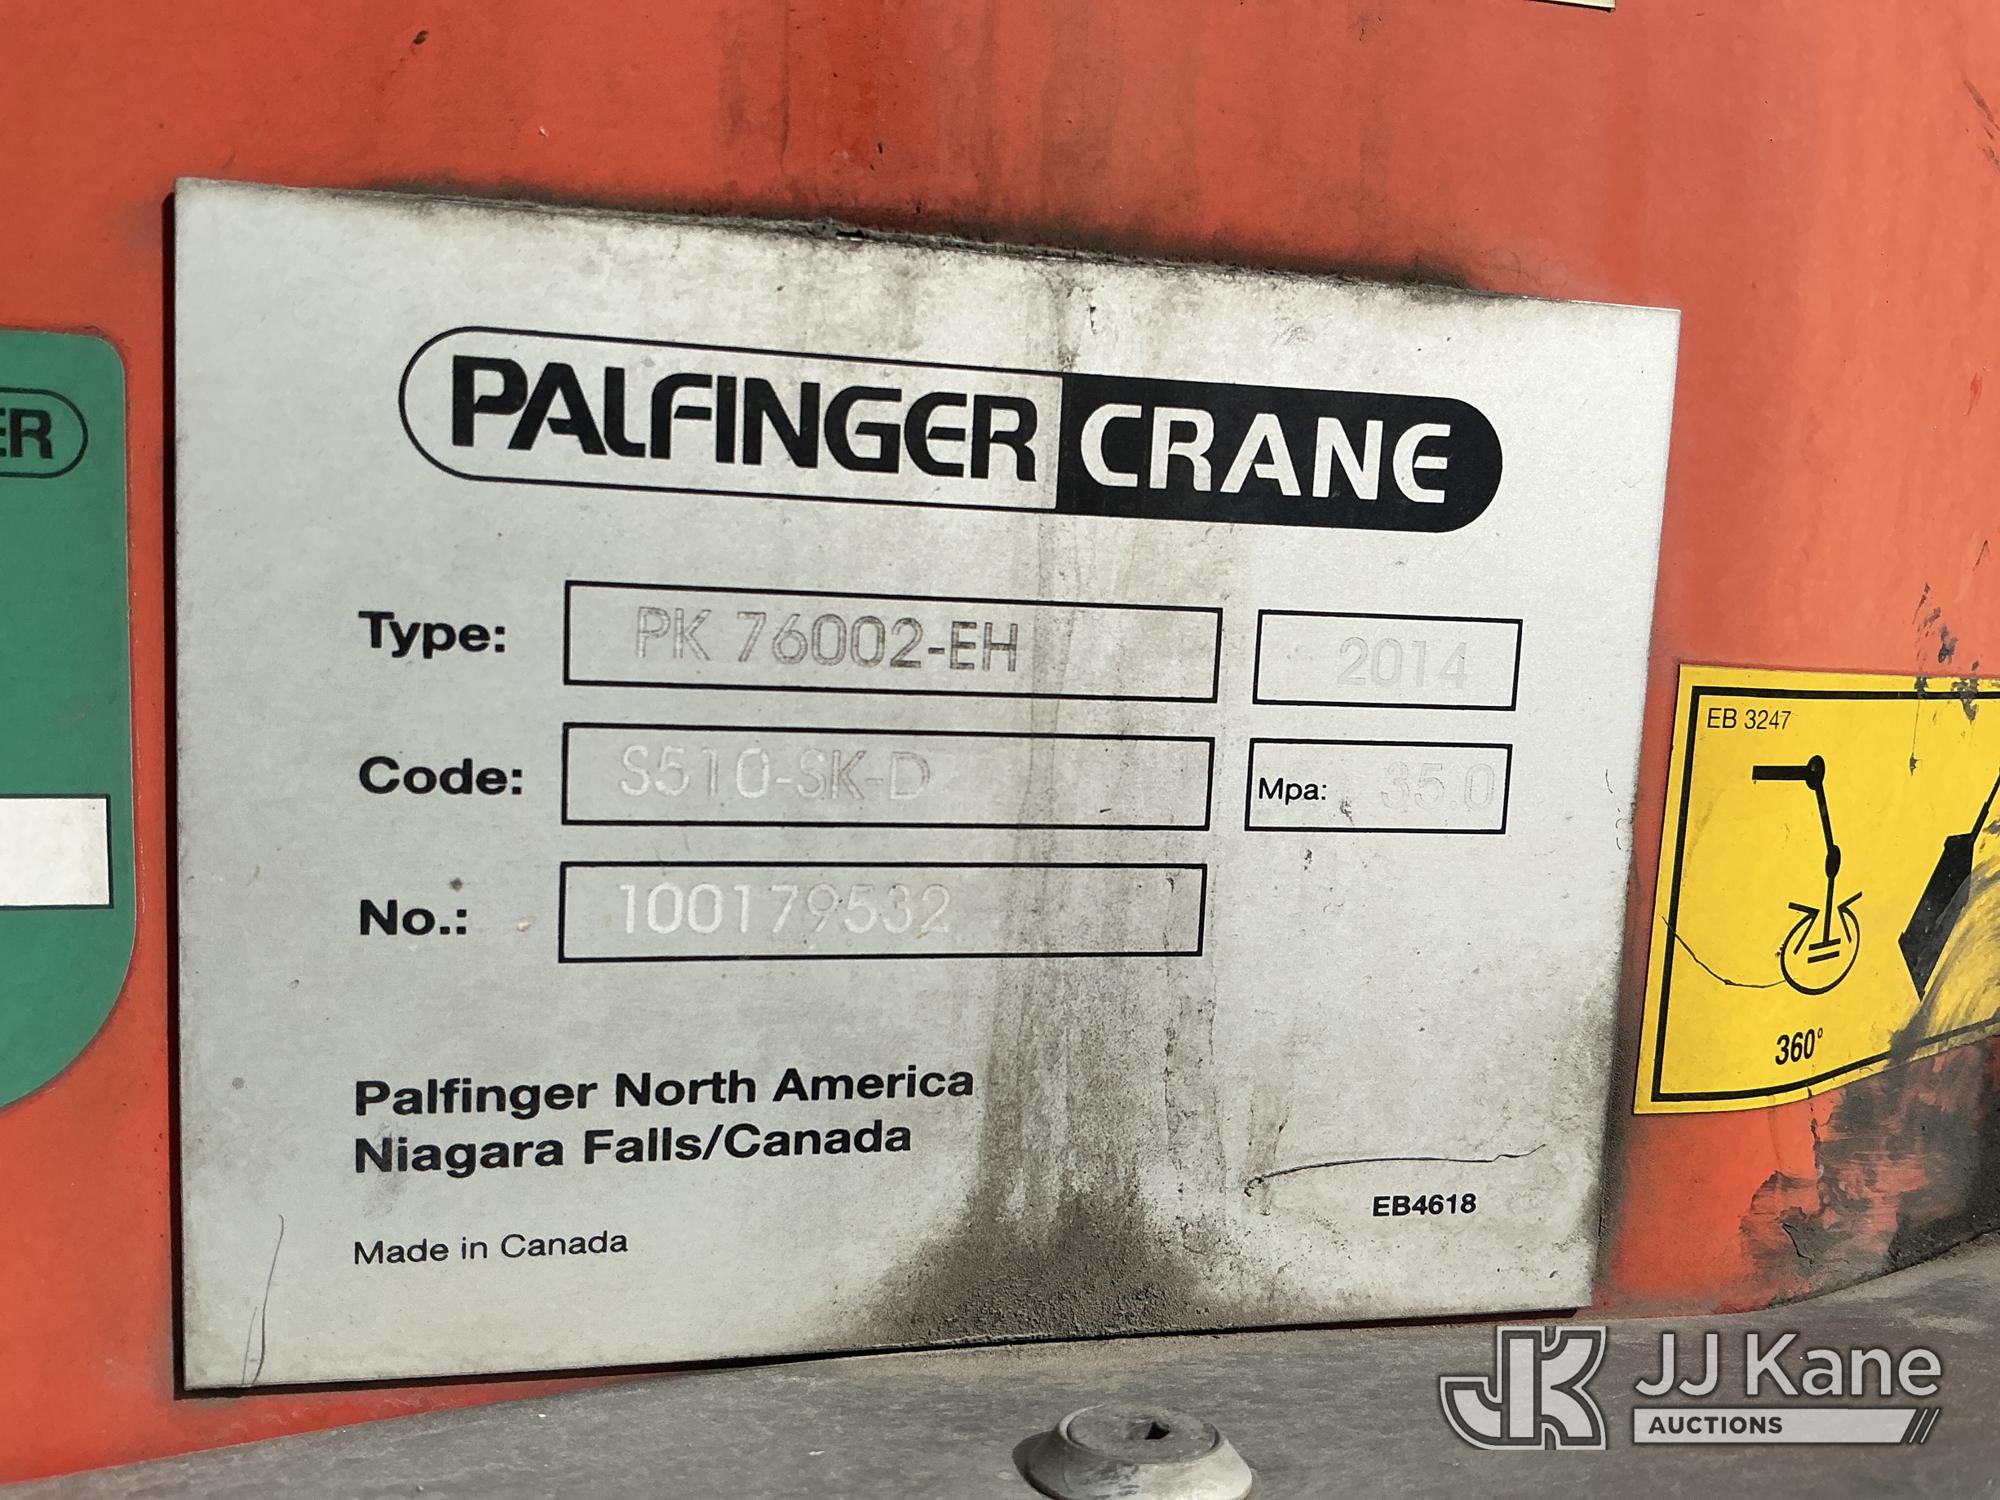 PALFINGER CRANE
ER
Type: PK 76002-EH 2014
Code: S510-SK-D Mpa: 35.0
No.: 100179532
EB 3247
360°
Palfinger North America
Niagara Falls/Canada
EB4618
Made in Canada
JK JJ Kane
AUCTIONS